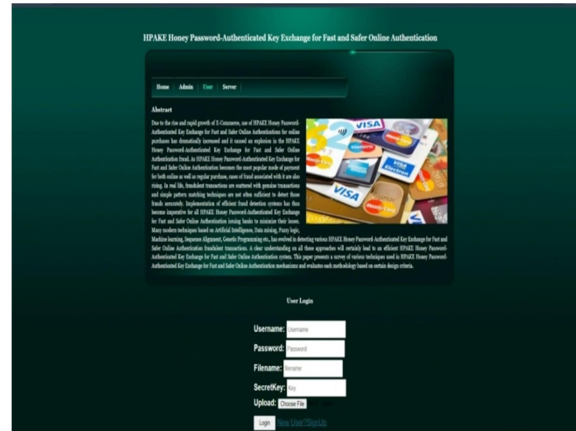 HPAKE Honey Password-Authenticated Key Exchange for Fast and Safer Online Authentication
Home Admin User Server
Abstract
Due to the rise and rapid growth of E-Commerce, use of HPAKE Honey Password-
Authenticated Key Exchange for Fast and Safer Online Authentications for online
purchases has dramatically increased and it caused an explosion in the HPAKE
Honey Password-Authenticated Key Exchange for Fast and Safer Online
Authentication fraud. As HPAKE Honey Password-Authenticated Key Exchange for
Fast and Safer Online Authentication becomes the most popular mode of payment
for both online as well as regular purchase, cases of fraud associated with it are also
rising. In real life, fraudulent transactions are scattered with genuine transactions
and simple pattern matching techniques are not often sufficient to detect those
frauds accurately. Implementation of efficient fraud detection systems has thus
become imperative for all HPAKE Honey Password-Authenticated Key Exchange
for Fast and Safer Online Authentication issuing banks to minimize their losses.
Many modern techniques based on Artificial Intelligence, Data mining, Fuzzy logic,
Machine learning, Sequence Alignment, Genetic Programming etc., has evolved in detecting various HPAKE Honey Password-Authenticated Key Exchange for Fast and
Safer Online Authentication fraudulent transactions. A clear understanding on all these approaches will certainly lead to an efficient HPAKE Honey Password-
Authenticated Key Exchange for Fast and Safer Online Authentication system. This paper presents a survey of various techniques used in HPAKE Honey Password-
Authenticated Key Exchange for Fast and Safer Online Authentication mechanisms and evaluates each methodology based on certain design criteria.
VISA
VISA
Electron
MasterCard
VISA
MasterCard
User Login
Username: Username
Password: Password
Filename: filename
SecretKey: Key
Upload: Choose File
Login New User?SignUp